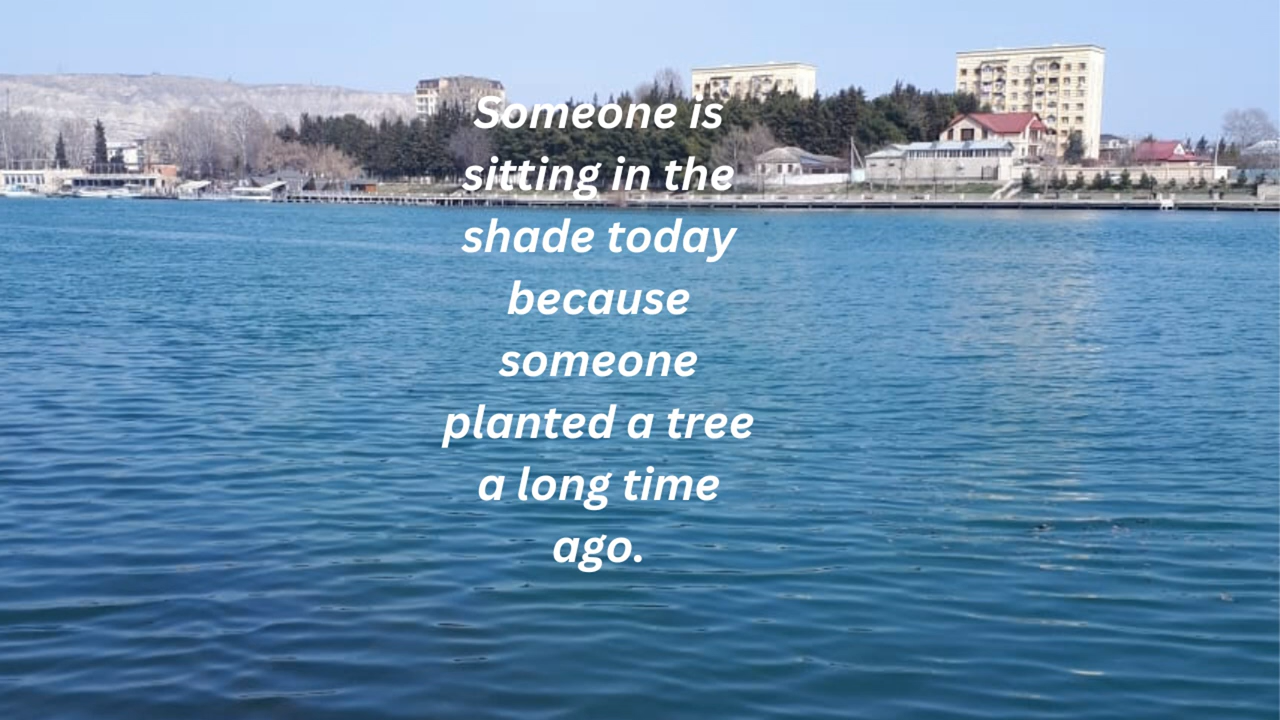 Someone is
sitting in the
shade today
because
someone
planted a tree
a long time
ago.